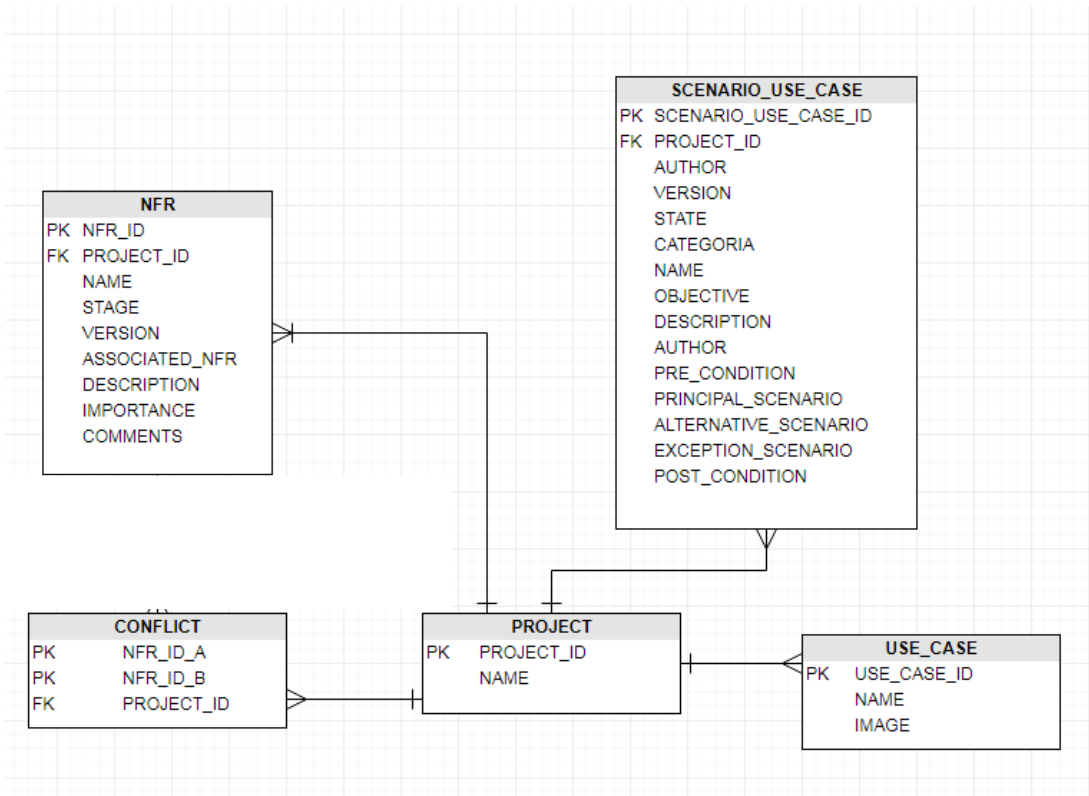 SCENARIO_USE_CASE
PK SCENARIO_USE_CASE_ID
FK PROJECT_ID
AUTHOR
VERSION
STATE
CATEGORIA
NAME
OBJECTIVE
DESCRIPTION
AUTHOR
PRE_CONDITION
PRINCIPAL_SCENARIO
ALTERNATIVE_SCENARIO
EXCEPTION_SCENARIO
POST_CONDITION
NFR
PK NFR_ID
FK PROJECT_ID
NAME
STAGE
VERSION
ASSOCIATED_NFR
DESCRIPTION
IMPORTANCE
COMMENTS
CONFLICT
PK NFR_ID_A
PK NFR_ID_B
FK PROJECT_ID
PROJECT
PK PROJECT_ID
NAME
USE_CASE
PK USE_CASE_ID
NAME
IMAGE